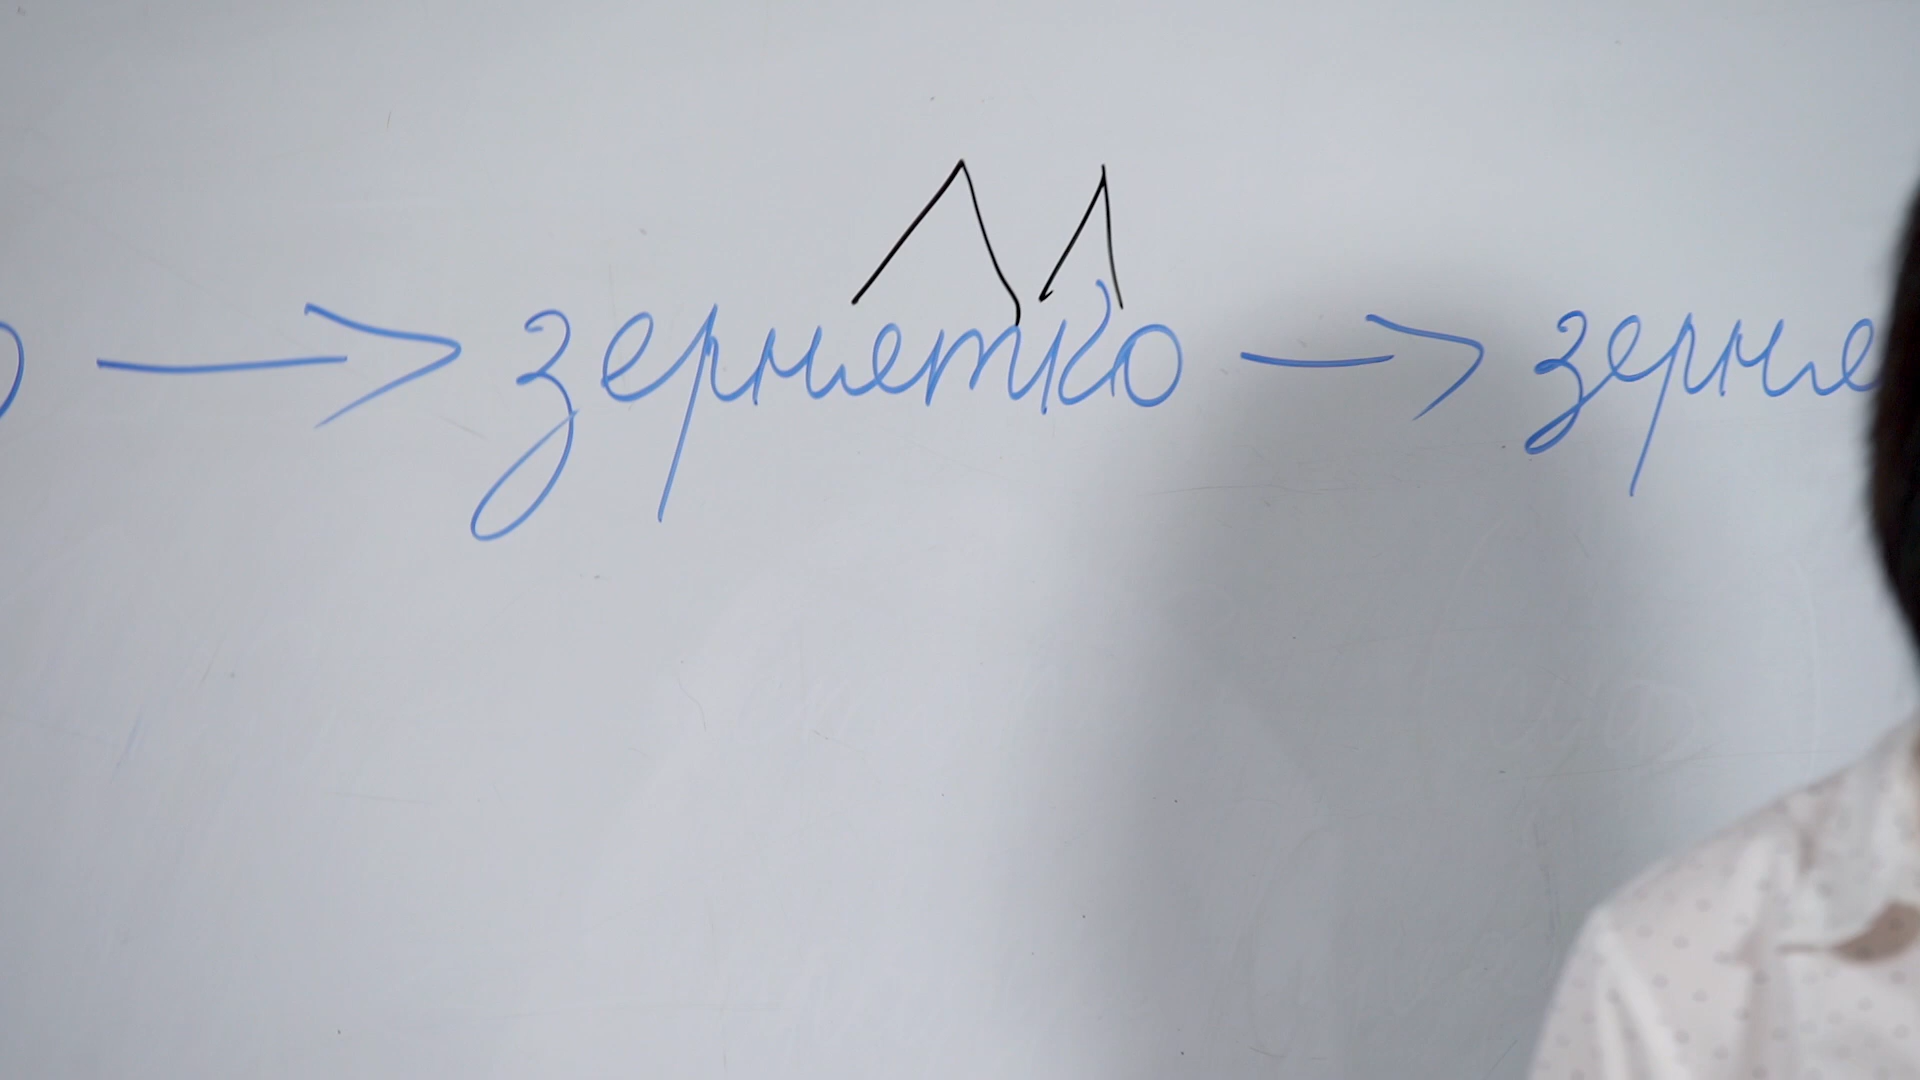 → зернетко → зерне